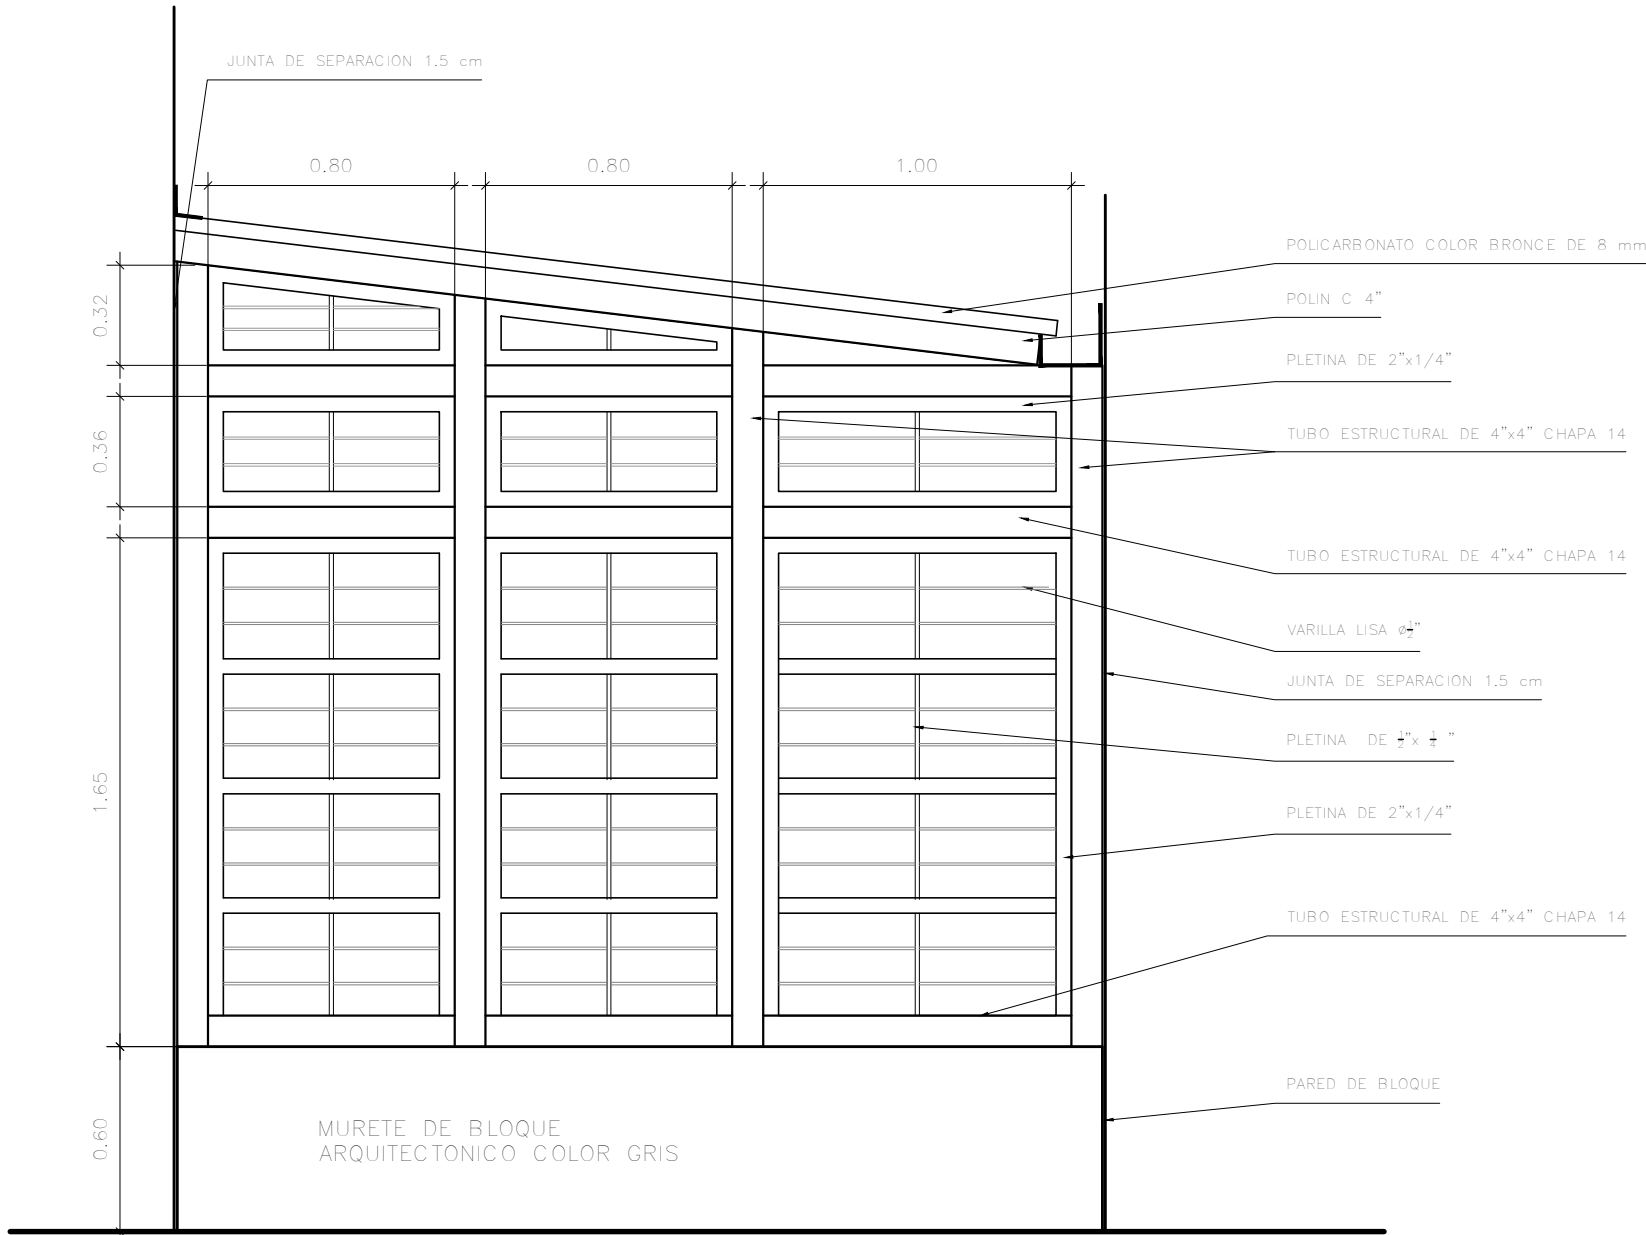 JUNTA DE SEPARACION 1.5 cm
0.80
0.80
1.00
POLICARBONATO COLOR BRONCE DE 8 mm
POLIN C 4"
0.32
PLETINA DE 2"x1/4"
TUBO ESTRUCTURAL DE 4"x4" CHAPA 14
0.36
TUBO ESTRUCTURAL DE 4"x4" CHAPA 14
VARILLA LISA ø½"
JUNTA DE SEPARACION 1.5 cm
PLETINA DE ½"x ¼ "
1.65
PLETINA DE 2"x1/4"
TUBO ESTRUCTURAL DE 4"x4" CHAPA 14
PARED DE BLOQUE
0.60
MURETE DE BLOQUE
ARQUITECTONICO COLOR GRIS